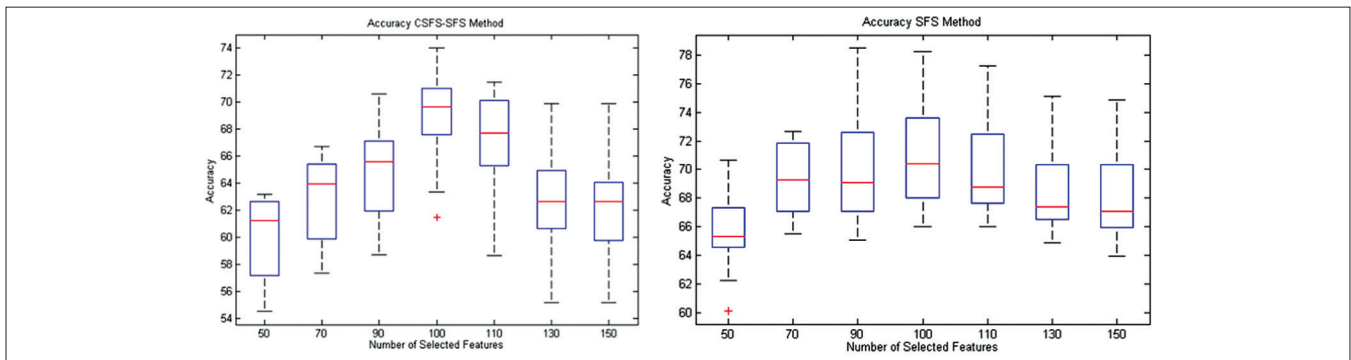 Accuracy CSFS-SFS Method
74
72
70
68
66
64
62
60
58
56
54
Accuracy
50 70 90 100 110 130 150
Number of Selected Features
Accuracy SFS Method
78
76
74
72
70
68
66
64
62
60
Accuracy
50 70 90 100 110 130 150
Number of Selected Features